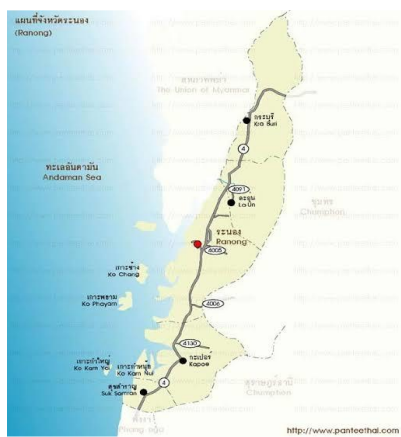 แผนที่จังหวัดระนอง
(Ranong)
The Union of Myanmar
กระบุรี
Kra Buri
4
ทะเลอันดามัน
Andaman Sea
4091
ละอุ่น
La-Un
ชุมพร
Chumphon
ระนอง
Ranong
4005
เกาะช้าง
Ko Chang
เกาะพยาม
Ko Phayam
4006
4130
กะเปอร์
Kapoe
เกาะกำใหญ่
Ko Kam Yai
เกาะกำหนุ้ย
Ko Kam Nui
สุขสำราญ
Suk Samran
4
สุราษฎร์ธานี
Chumphon
พังงา
Phang Nga
http://www.panteethai.com